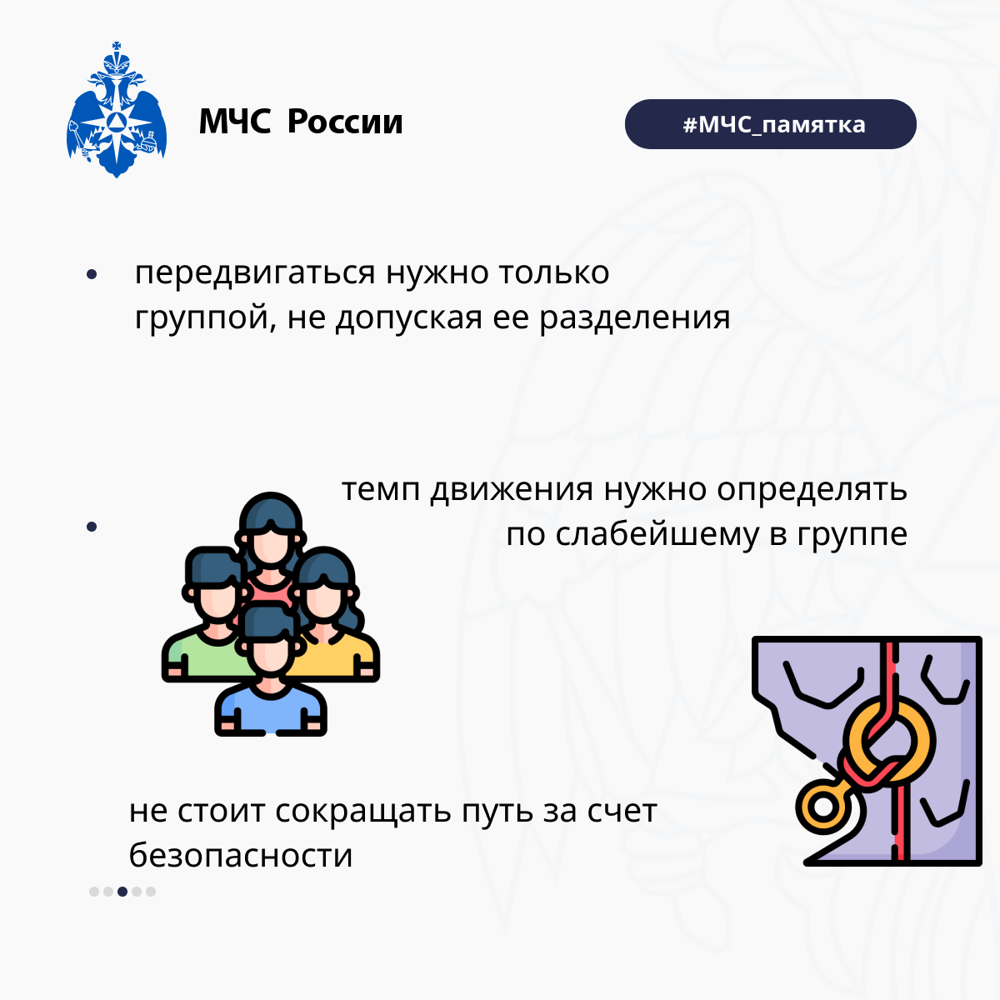 МЧС России
#МЧС_памятка
передвигаться нужно только
группой, не допуская ее разделения
темп движения нужно определять
по слабейшему в группе
не стоит сокращать путь за счет
безопасности